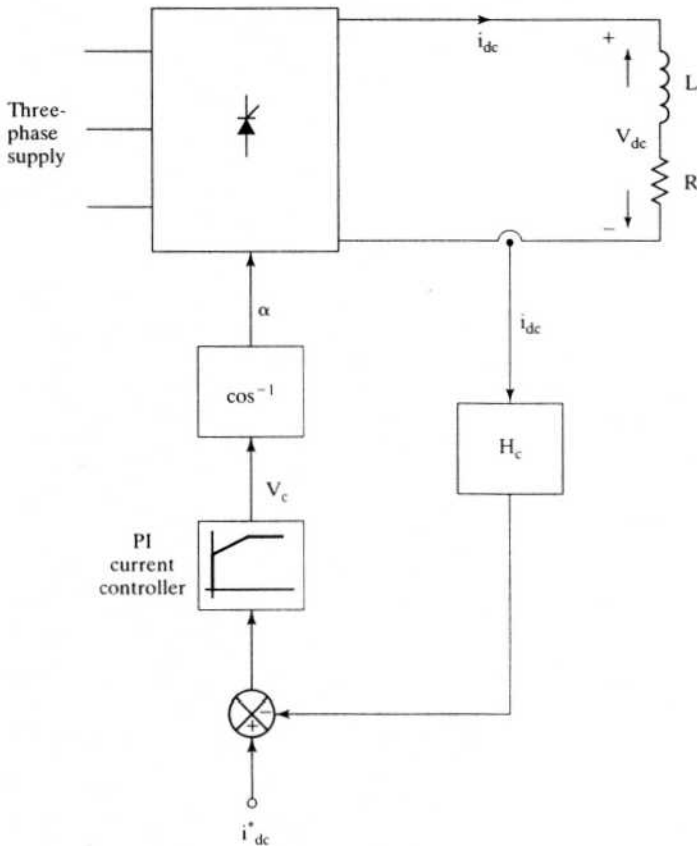 i_dc
+
L
Three-
phase
supply
V_dc
R
−
α
i_dc
cos⁻¹
H_c
V_c
PI
current
controller
−
+
i*_dc